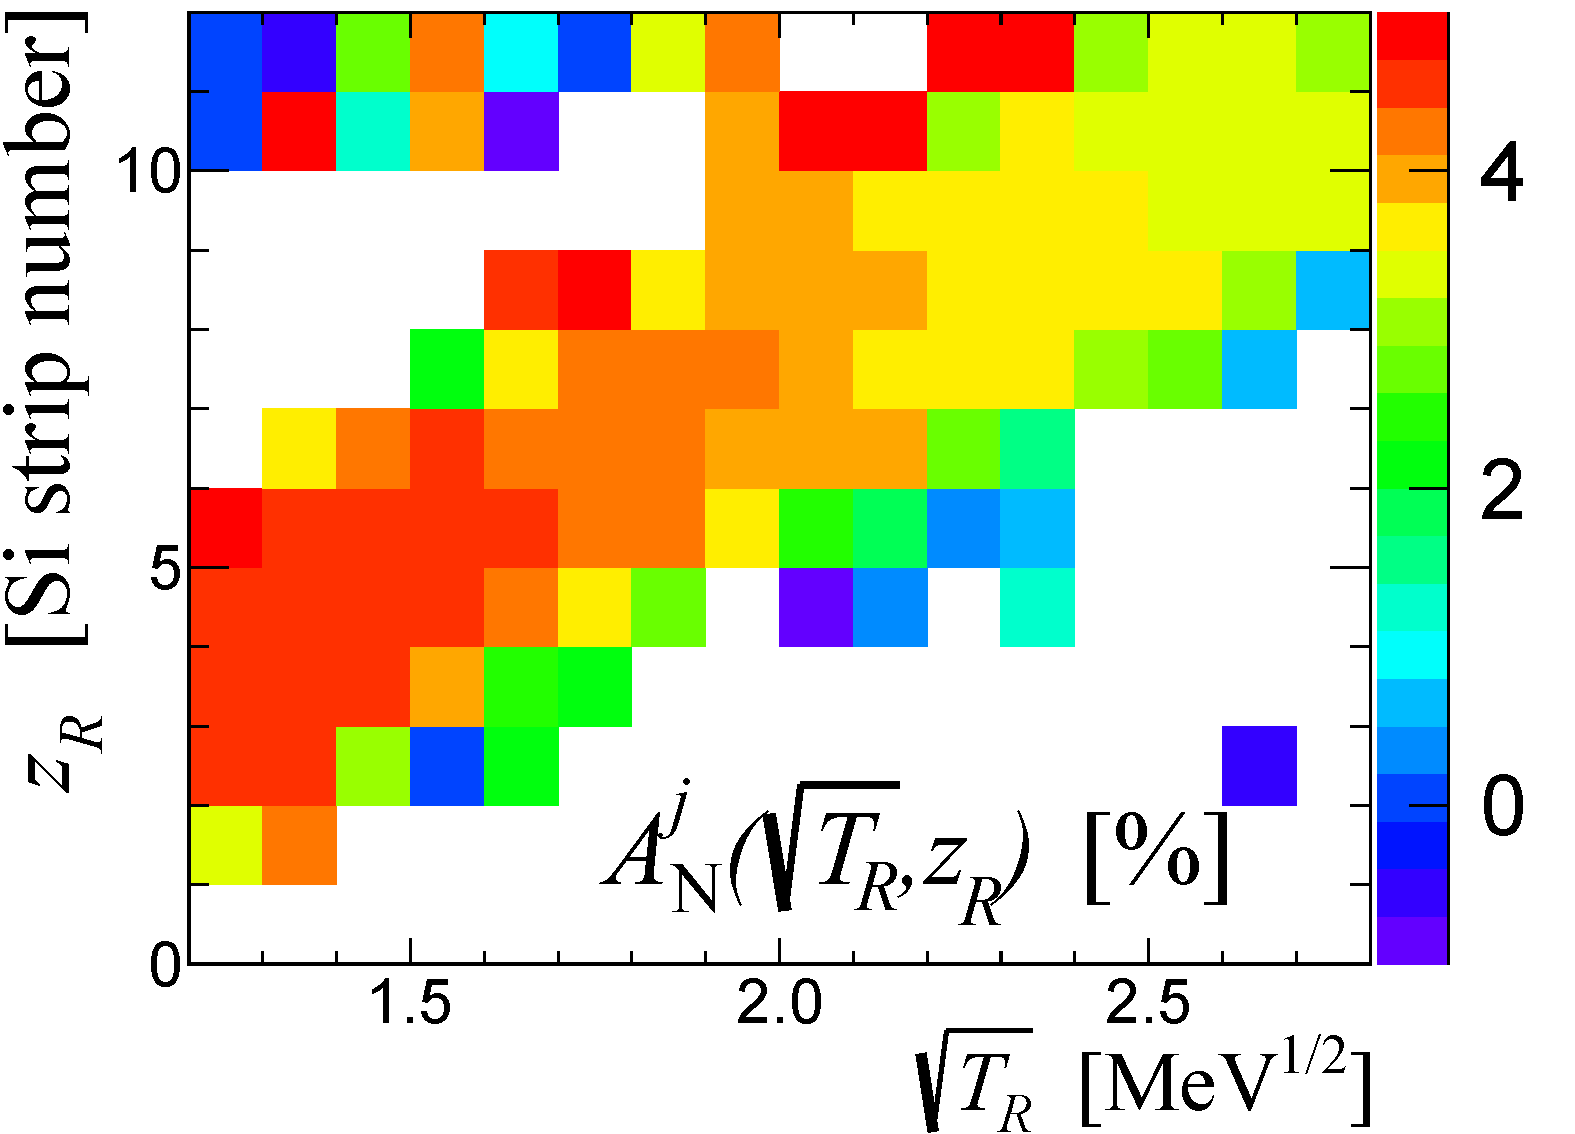 z_R [Si strip number]
10
5
0
4
2
0
A_N^j(√T_R, z_R) [%]
1.5 2.0 2.5
√T_R [MeV^1/2]